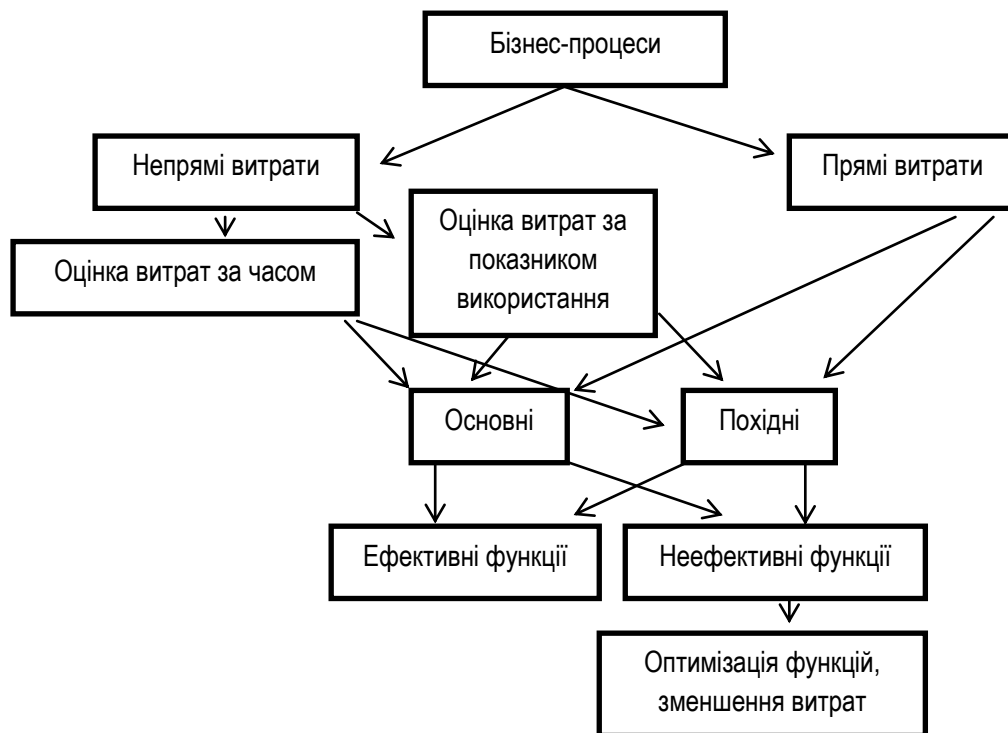 Бізнес-процеси
Непрямі витрати
Прямі витрати
Оцінка витрат за
показником
використання
Оцінка витрат за часом
Основні
Похідні
Ефективні функції
Неефективні функції
Оптимізація функцій,
зменшення витрат